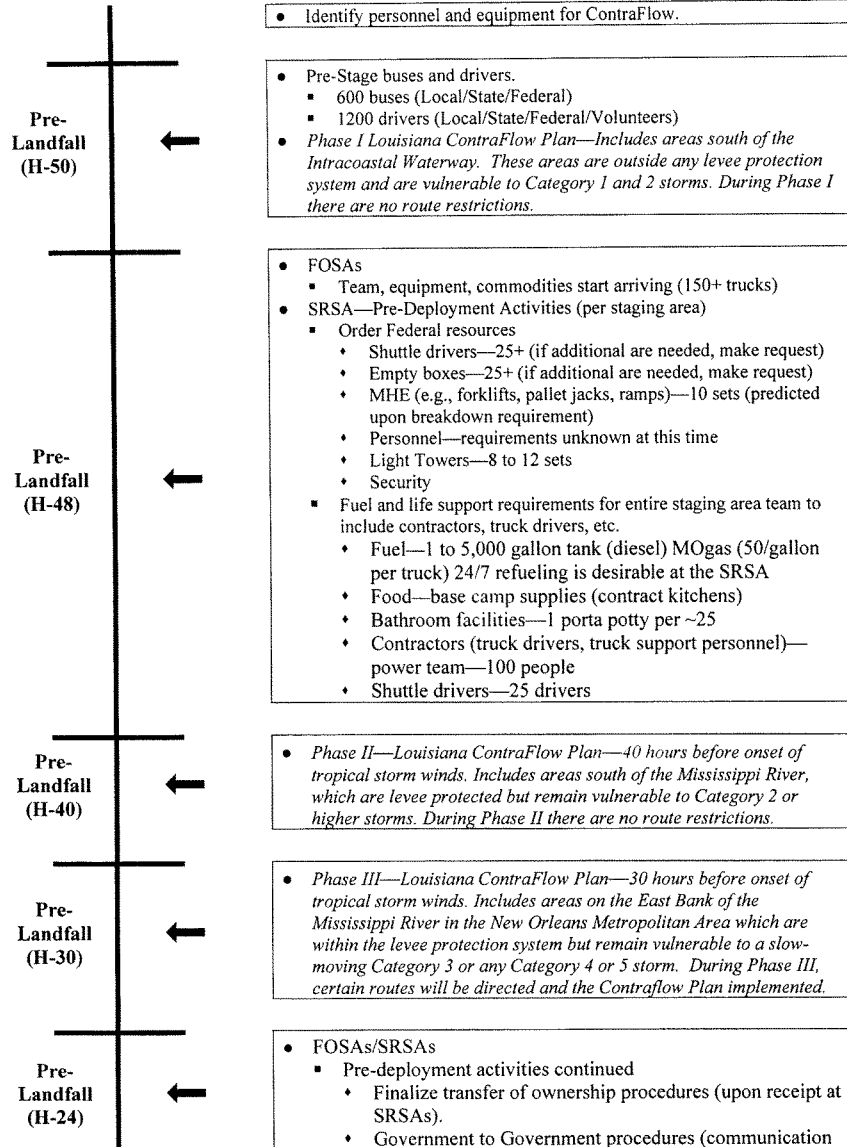 • Identify personnel and equipment for ContraFlow.
Pre-
Landfall
(H-50)
• Pre-Stage buses and drivers.
▪ 600 buses (Local/State/Federal)
▪ 1200 drivers (Local/State/Federal/Volunteers)
• Phase I Louisiana ContraFlow Plan—Includes areas south of the
Intracoastal Waterway. These areas are outside any levee protection
system and are vulnerable to Category 1 and 2 storms. During Phase I
there are no route restrictions.
Pre-
Landfall
(H-48)
• FOSAs
▪ Team, equipment, commodities start arriving (150+ trucks)
• SRSA—Pre-Deployment Activities (per staging area)
▪ Order Federal resources
♦ Shuttle drivers—25+ (if additional are needed, make request)
♦ Empty boxes—25+ (if additional are needed, make request)
♦ MHE (e.g., forklifts, pallet jacks, ramps)—10 sets (predicted
upon breakdown requirement)
♦ Personnel—requirements unknown at this time
♦ Light Towers—8 to 12 sets
♦ Security
▪ Fuel and life support requirements for entire staging area team to
include contractors, truck drivers, etc.
♦ Fuel—1 to 5,000 gallon tank (diesel) MOgas (50/gallon
per truck) 24/7 refueling is desirable at the SRSA
♦ Food—base camp supplies (contract kitchens)
♦ Bathroom facilities—1 porta potty per ~25
♦ Contractors (truck drivers, truck support personnel)—
power team—100 people
♦ Shuttle drivers—25 drivers
Pre-
Landfall
(H-40)
• Phase II—Louisiana ContraFlow Plan—40 hours before onset of
tropical storm winds. Includes areas south of the Mississippi River,
which are levee protected but remain vulnerable to Category 2 or
higher storms. During Phase II there are no route restrictions.
Pre-
Landfall
(H-30)
• Phase III—Louisiana ContraFlow Plan—30 hours before onset of
tropical storm winds. Includes areas on the East Bank of the
Mississippi River in the New Orleans Metropolitan Area which are
within the levee protection system but remain vulnerable to a slow-
moving Category 3 or any Category 4 or 5 storm. During Phase III,
certain routes will be directed and the Contraflow Plan implemented.
Pre-
Landfall
(H-24)
• FOSAs/SRSAs
▪ Pre-deployment activities continued
♦ Finalize transfer of ownership procedures (upon receipt at
SRSAs).
♦ Government to Government procedures (communication